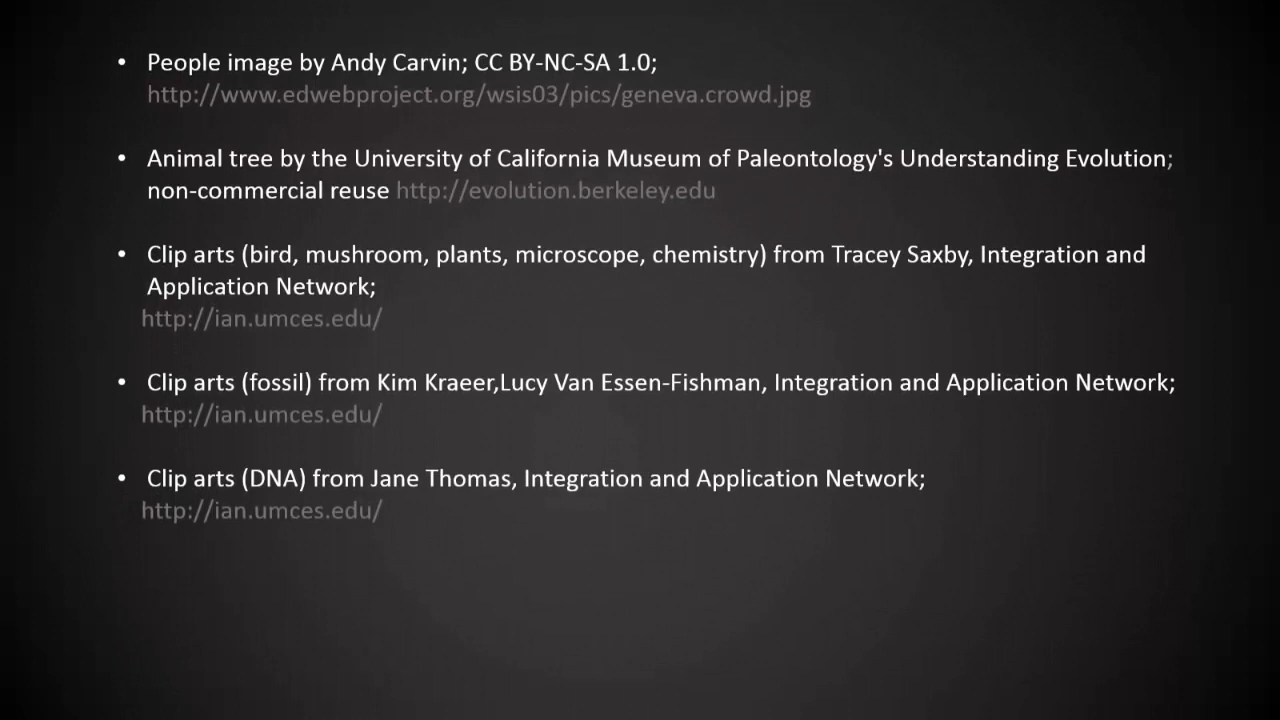 • People image by Andy Carvin; CC BY-NC-SA 1.0;
http://www.edwebproject.org/wsis03/pics/geneva.crowd.jpg
• Animal tree by the University of California Museum of Paleontology's Understanding Evolution;
non-commercial reuse http://evolution.berkeley.edu
• Clip arts (bird, mushroom, plants, microscope, chemistry) from Tracey Saxby, Integration and
Application Network;
http://ian.umces.edu/
• Clip arts (fossil) from Kim Kraeer,Lucy Van Essen-Fishman, Integration and Application Network;
http://ian.umces.edu/
• Clip arts (DNA) from Jane Thomas, Integration and Application Network;
http://ian.umces.edu/